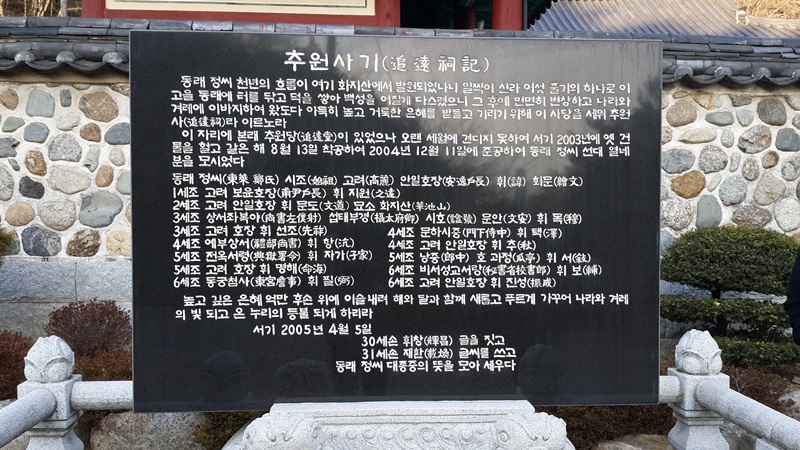 추원사기(追遠祠記)
동래 정씨 천년의 흐름이 여기 화지산에서 발원되었나니 일찍이 신라 여섯 촌기의 하나로 이
고을 동래에 터를 닦고 덕을 쌓아 백성을 어질게 다스렸으니 그 후예 면면히 번창하고 나라와
겨레에 이바지하여 왔도다 아득히 높고 거룩한 은혜를 받들고 기리기 위해 이 사당을 세워 추원
사(追遠祠)라 이르노라
이 자리에 본래 추원당(追遠堂)이 있었으나 오랜 세월에 견디지 못하여 서기 2003년에 옛 건
물을 헐고 같은 해 8월 13일 착공하여 2004년 12월 11일에 준공하여 동래 정씨 선대 열네
분을 모시었다
동래 정씨(東萊 鄭氏) 시조(始祖) 고려(高麗) 안일호장(安逸戶長) 휘(諱) 회문(繪文)
1세조 고려 보윤호장(甫尹戶長) 휘 지원(之遠)
2세조 고려 안일호장 휘 문도(文道) 묘소 화지산(華池山)
3세조 상서좌복야(尙書左僕射) 섭태부경(攝太府卿) 시호(諡號) 문안(文安) 휘 목(穆)
3세조 고려 호장 휘 선조(先祚)
4세조 문하시중(門下侍中) 휘 택(澤)
4세조 예부상서(禮部尙書) 휘 항(沆)
4세조 고려 안일호장 휘 추(秋)
5세조 전옥서령(典獄署令) 휘 자가(子家)
5세조 낭중(郎中) 호 과정(瓜亭) 휘 서(敍)
5세조 고려 호장 휘 명해(命海)
6세조 비서성교서랑(秘書省校書郎) 휘 보(輔)
6세조 동궁첨사(東宮詹事) 휘 필(弼)
6세조 고려 안일호장 휘 진성(振成)
높고 깊은 은혜 억만 후손 위에 이슬내려 해와 달과 함께 새롭고 푸르게 가꾸어 나라와 겨레
의 빛 되고 온 누리의 등불 되게 하리라
서기 2005년 4월 5일
30세손 휘창(輝昌) 글을 짓고
31세손 재환(載煥) 글씨를 쓰고
동래 정씨 대종중의 뜻을 모아 세우다